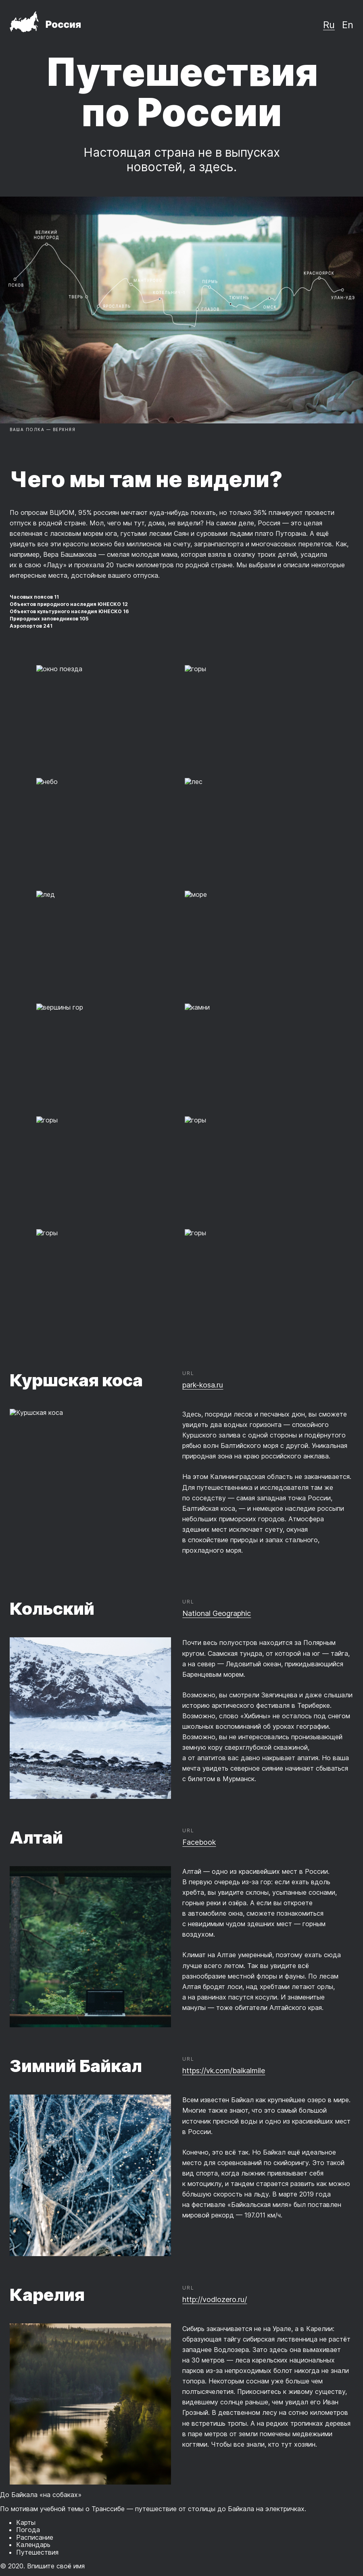 Россия
Ru En
Путешествия
по России
Настоящая страна не в выпусках
новостей, а здесь.
ВЕЛИКИЙ
НОВГОРОД
ПСКОВ
ТВЕРЬ
ПЕРМЬ
ТЮМЕНЬ
ОМСК
КРАСНОЯРСК
УЛАН-УДЭ
ВАША ПОЛКА — ВЕРХНЯЯ
Чего мы там не видели?
По опросам ВЦИОМ, 95% россиян мечтают куда-нибудь поехать, но только 36% планируют провести
отпуск в родной стране. Мол, чего мы тут, дома, не видели? На самом деле, Россия — это целая
вселенная с ласковым морем юга, густыми лесами Саян и суровыми льдами плато Путорана. А ещё
увидеть все эти красоты можно без миллионов на счету, загранпаспорта и многочасовых перелетов. Как,
например, Вера Башмакова — смелая молодая мама, которая взяла в охапку троих детей, усадила
их в свою «Ладу» и проехала 20 тысяч километров по родной стране. Мы выбрали и описали некоторые
интересные места, достойные вашего отпуска.
Часовых поясов 11
Объектов природного наследия ЮНЕСКО 12
Объектов культурного наследия ЮНЕСКО 16
Природных заповедников 105
Аэропортов 241
окно поезда
горы
небо
лес
лед
море
вершины гор
камни
горы
горы
горы
горы
Куршская коса
URL
park-kosa.ru
Куршская коса
Здесь, посреди лесов и песчаных дюн, вы сможете
увидеть два водных горизонта — спокойного
Куршского залива с одной стороны и подёрнутого
рябью волн Балтийского моря с другой. Уникальная
природная зона на краю российского анклава.
На этом Калининградская область не заканчивается.
Для путешественника и исследователя там же
по соседству — самая западная точка России,
Балтийская коса, — и немецкое наследие россыпи
небольших приморских городов. Атмосфера
здешних мест исключает суету, окуная
в спокойствие природы и запах стального,
прохладного моря.
Кольский
URL
National Geographic
Почти весь полуостров находится за Полярным
кругом. Саамская тундра, от которой на юг — тайга,
а на север — Ледовитый океан, прикидывающийся
Баренцевым морем.
Возможно, вы смотрели Звягинцева и даже слышали
историю арктического фестиваля в Териберке.
Возможно, слово «Хибины» не осталось под снегом
школьных воспоминаний об уроках географии.
Возможно, вы не интересовались пронизывающей
земную кору сверхглубокой скважиной,
а от апатитов вас давно накрывает апатия. Но ваша
мечта увидеть северное сияние начинает сбываться
с билетом в Мурманск.
Алтай
URL
Facebook
Алтай — одно из красивейших мест в России.
В первую очередь из-за гор: если ехать вдоль
хребта, вы увидите склоны, усыпанные соснами,
горные реки и озёра. А если вы откроете
в автомобиле окна, сможете познакомиться
с невидимым чудом здешних мест — горным
воздухом.
Климат на Алтае умеренный, поэтому ехать сюда
лучше всего летом. Так вы увидите всё
разнообразие местной флоры и фауны. По лесам
Алтая бродят лоси, над хребтами летают орлы,
а на равнинах пасутся косули. И знаменитые
манулы — тоже обитатели Алтайского края.
Зимний Байкал
URL
https://vk.com/baikalmile
Всем известен Байкал как крупнейшее озеро в мире.
Многие также знают, что это самый большой
источник пресной воды и одно из красивейших мест
в России.
Конечно, это всё так. Но Байкал ещё идеальное
место для соревнований по скийорингу. Это такой
вид спорта, когда лыжник привязывает себя
к мотоциклу, и тандем старается развить как можно
бо́льшую скорость на льду. В марте 2019 года
на фестивале «Байкальская миля» был поставлен
мировой рекорд — 197.011 км/ч.
Карелия
URL
http://vodlozero.ru/
Сибирь заканчивается не на Урале, а в Карелии:
образующая тайгу сибирская лиственница не растёт
западнее Водлозера. Зато здесь она вымахивает
на 30 метров — леса карельских национальных
парков из-за непроходимых болот никогда не знали
топора. Некоторым соснам уже больше чем
полтысячелетия. Прикоснитесь к живому существу,
видевшему солнце раньше, чем увидал его Иван
Грозный. В девственном лесу на сотню километров
не встретишь тропы. А на редких тропинках деревья
в паре метров от земли помечены медвежьими
когтями. Чтобы все знали, кто тут хозяин.
До Байкала «на собаках»
По мотивам учебной темы о Транссибе — путешествие от столицы до Байкала на электричках.
Карты
Погода
Расписание
Календарь
Путешествия
© 2020. Впишите своё имя